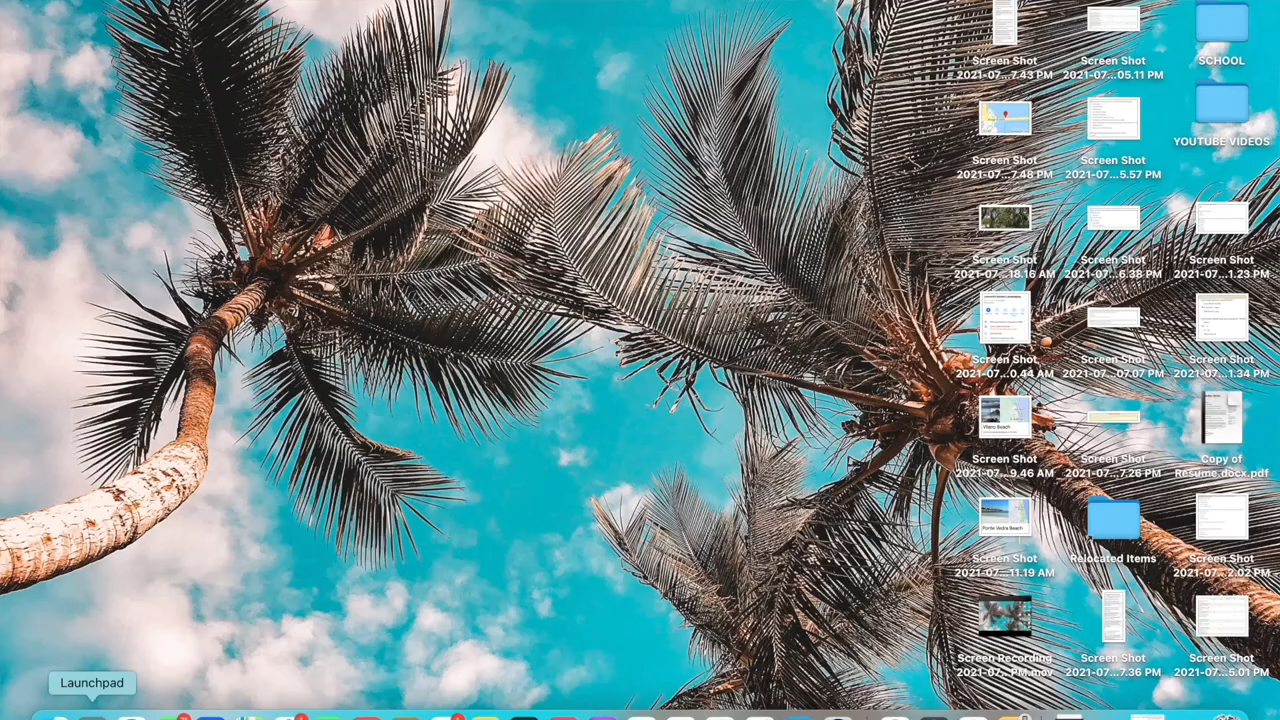 Screen Shot
2021-07...7.43 PM
Screen Shot
2021-07...05.11 PM
SCHOOL
YOUTUBE VIDEOS
Screen Shot
2021-07...7.48 PM
Screen Shot
2021-07...5.57 PM
Screen Shot
2021-07...18.16 AM
Screen Shot
2021-07...6.38 PM
Screen Shot
2021-07...1.23 PM
Screen Shot
2021-07...0.44 AM
Screen Shot
2021-07...07.07 PM
Screen Shot
2021-07...1.34 PM
Vilano Beach
Screen Shot
2021-07...9.46 AM
Screen Shot
2021-07...7.26 PM
Copy of
Resume.docx.pdf
Ponte Vedra Beach
Screen Shot
2021-07...11.19 AM
Relocated Items
Screen Shot
2021-07...2.02 PM
Screen Recording
PM.mov
Screen Shot
2021-07...7.36 PM
Screen Shot
2021-07...5.01 PM
Launchpad